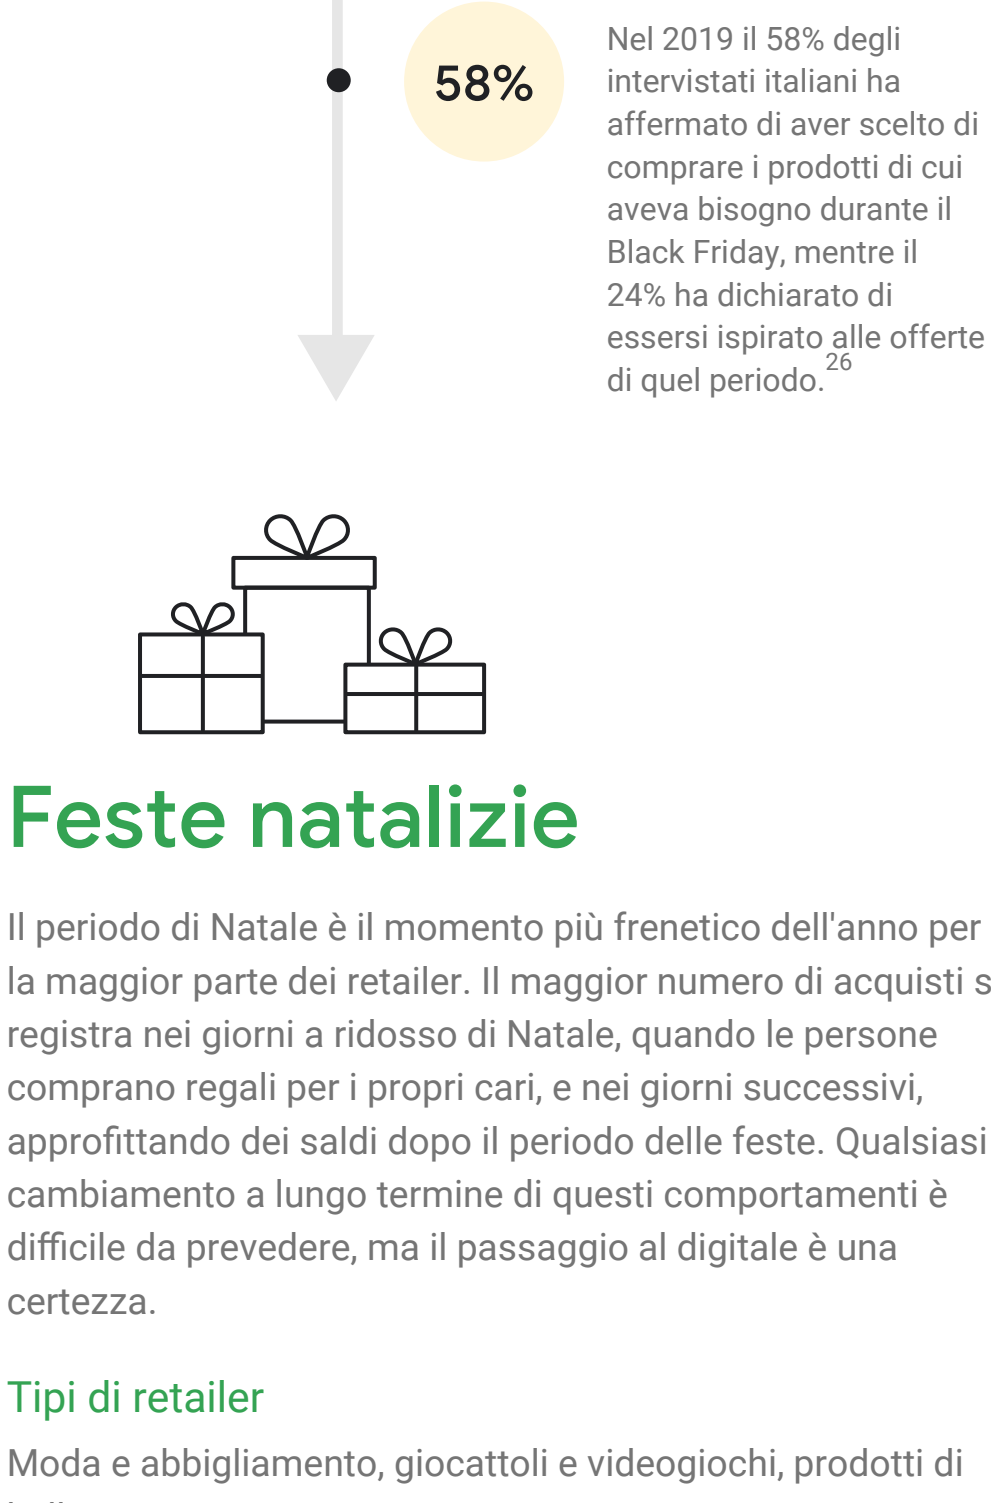 58%
Nel 2019 il 58% degli
intervistati italiani ha
affermato di aver scelto di
comprare i prodotti di cui
aveva bisogno durante il
Black Friday, mentre il
24% ha dichiarato di
essersi ispirato alle offerte
di quel periodo.26
Feste natalizie
Il periodo di Natale è il momento più frenetico dell'anno per
la maggior parte dei retailer. Il maggior numero di acquisti s
registra nei giorni a ridosso di Natale, quando le persone
comprano regali per i propri cari, e nei giorni successivi,
approfittando dei saldi dopo il periodo delle feste. Qualsiasi
cambiamento a lungo termine di questi comportamenti è
difficile da prevedere, ma il passaggio al digitale è una
certezza.
Tipi di retailer
Moda e abbigliamento, giocattoli e videogiochi, prodotti di